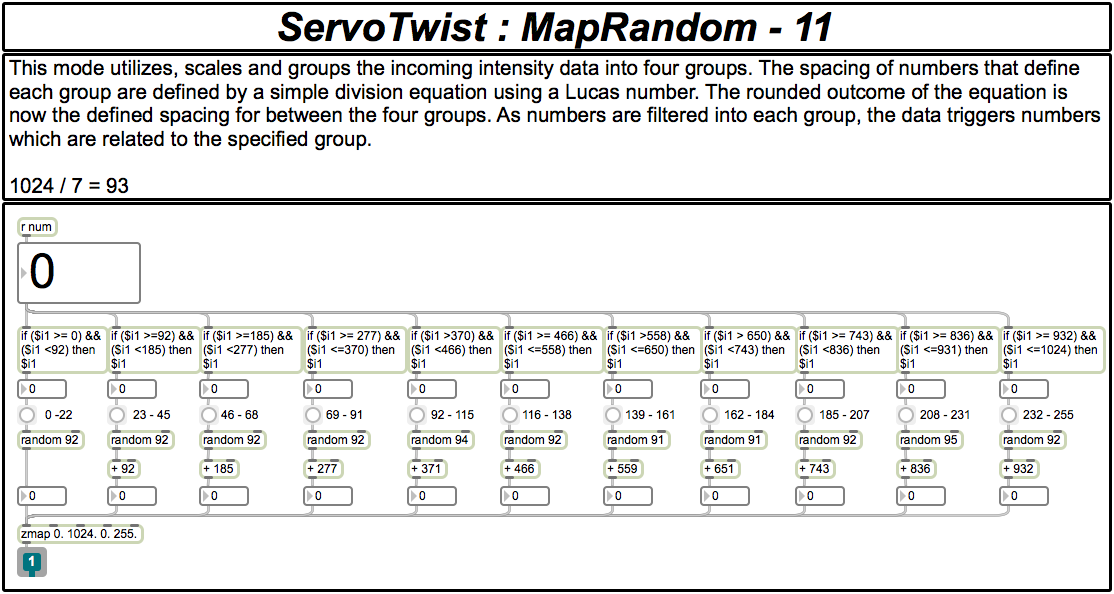 ServoTwist : MapRandom - 11
This mode utilizes, scales and groups the incoming intensity data into four groups. The spacing of numbers that define
each group are defined by a simple division equation using a Lucas number. The rounded outcome of the equation is
now the defined spacing for between the four groups. As numbers are filtered into each group, the data triggers numbers
which are related to the specified group.
1024 / 7 = 93
r num
0
if ($i1 >= 0) && if ($i1 >=92) && if ($i1 >=185) && if ($i1 >= 277) && if ($i1 >370) && if ($i1 >= 466) && if ($i1 >558) && if ($i1 > 650) && if ($i1 >= 743) && if ($i1 >= 836) && if ($i1 >= 932) &&
($i1 <92) then ($i1 <185) then ($i1 <277) then ($i1 <=370) then ($i1 <466) then ($i1 <=558) then ($i1 <=650) then ($i1 <743) then ($i1 <836) then ($i1 <=931) then ($i1 <=1024) then
$i1 $i1 $i1 $i1 $i1 $i1 $i1 $i1 $i1 $i1 $i1
0 0 0 0 0 0 0 0 0 0 0
0 -22 23 - 45 46 - 68 69 - 91 92 - 115 116 - 138 139 - 161 162 - 184 185 - 207 208 - 231 232 - 255
random 92 random 92 random 92 random 92 random 94 random 92 random 91 random 91 random 92 random 95 random 92
+ 92 + 185 + 277 + 371 + 466 + 559 + 651 + 743 + 836 + 932
0 0 0 0 0 0 0 0 0 0 0
zmap 0. 1024. 0. 255.
1